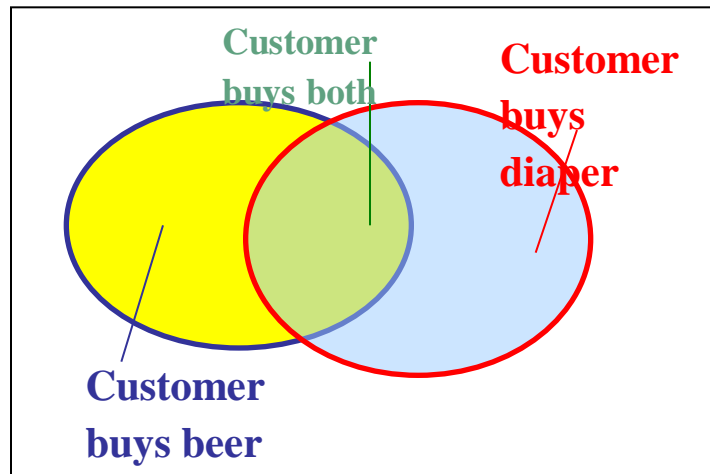 Customer
buys both
Customer
buys
diaper
Customer
buys beer